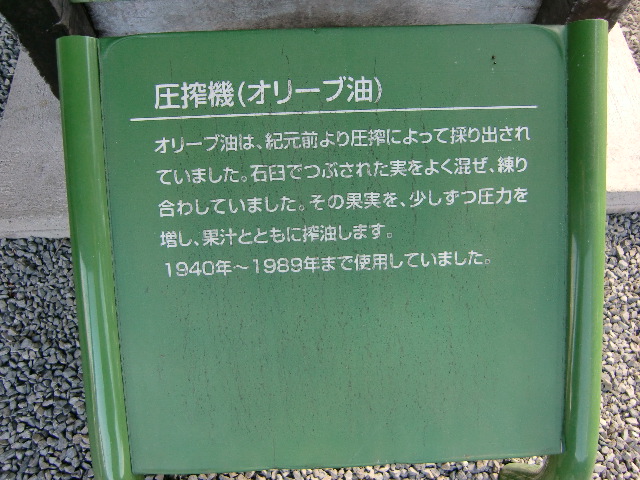 圧搾機(オリーブ油)
オリーブ油は、紀元前より圧搾によって採り出され
ていました。石臼でつぶされた実をよく混ぜ、練り
合わしていました。その果実を、少しずつ圧力を
増し、果汁とともに搾油します。
1940年～1989年まで使用していました。